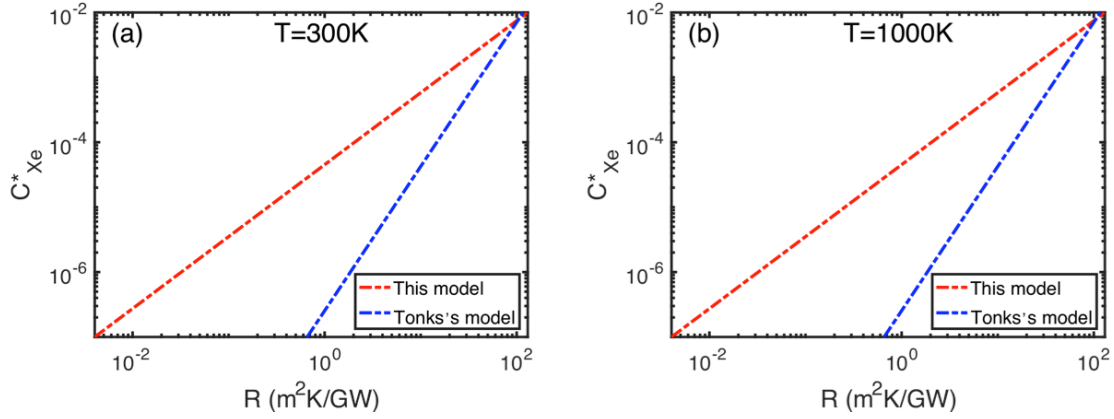 (a) T=300K
10^-2
10^-4
10^-6
C*_Xe
This model
Tonks's model
10^-2 10^0 10^2
R (m^2K/GW)
(b) T=1000K
10^-2
10^-4
10^-6
C*_Xe
This model
Tonks's model
10^-2 10^0 10^2
R (m^2K/GW)